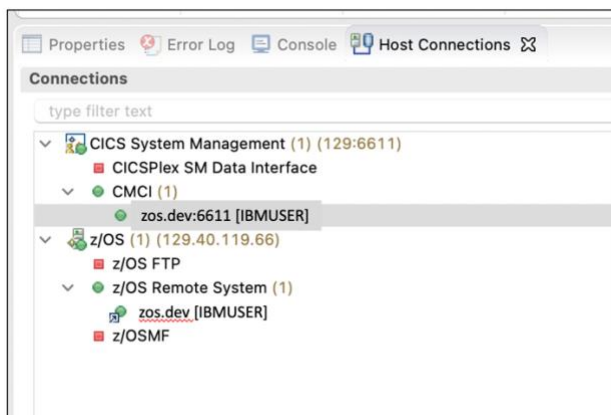 Properties Error Log Console Host Connections
Connections
type filter text
CICS System Management (1) (129:6611)
CICSPlex SM Data Interface
CMCI (1)
zos.dev:6611 [IBMUSER]
z/OS (1) (129.40.119.66)
z/OS FTP
z/OS Remote System (1)
zos.dev [IBMUSER]
z/OSMF